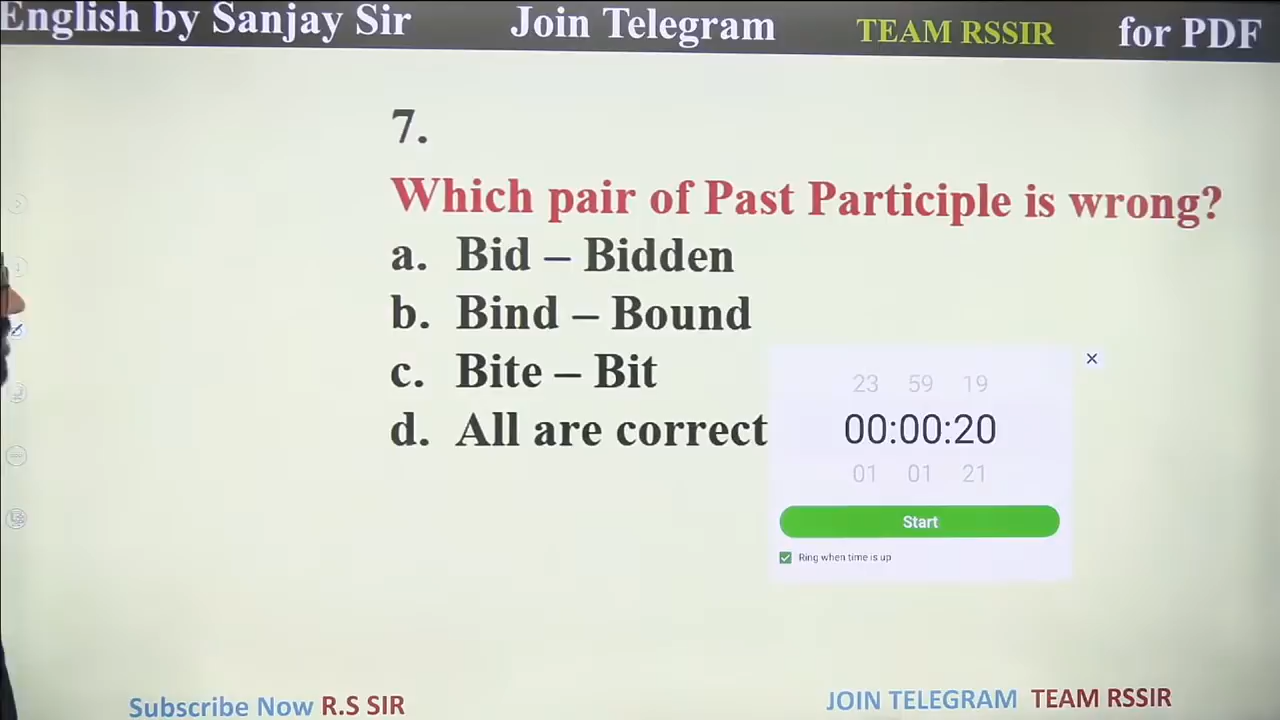 English by Sanjay Sir Join Telegram TEAM RSSIR for PDF
7.
Which pair of Past Participle is wrong?
a. Bid – Bidden
b. Bind – Bound
c. Bite – Bit
d. All are correct
23 59 19
00:00:20
01 01 21
Start
Ring when time is up
Subscribe Now R.S SIR
JOIN TELEGRAM TEAM RSSIR